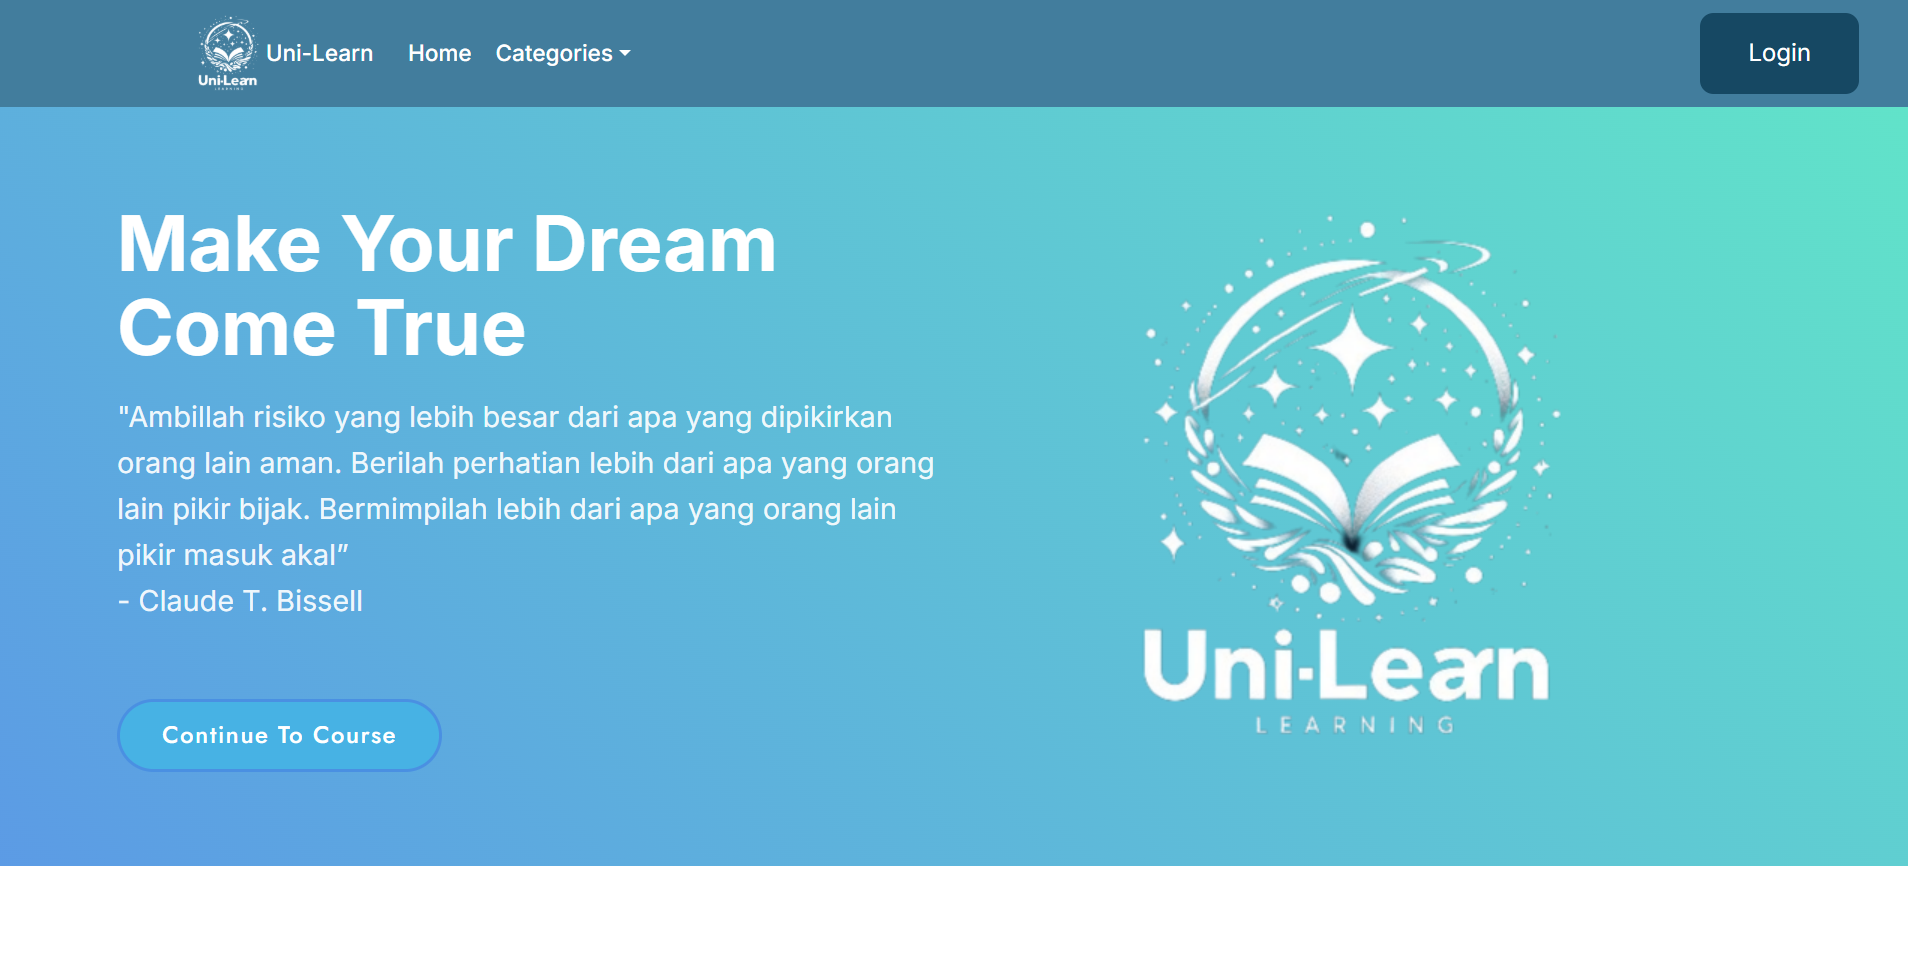 Uni-Learn
LEARNING
Uni-Learn Home Categories
Login
Make Your Dream
Come True
"Ambillah risiko yang lebih besar dari apa yang dipikirkan
orang lain aman. Berilah perhatian lebih dari apa yang orang
lain pikir bijak. Bermimpilah lebih dari apa yang orang lain
pikir masuk akal”
- Claude T. Bissell
Continue To Course
Uni-Learn
LEARNING